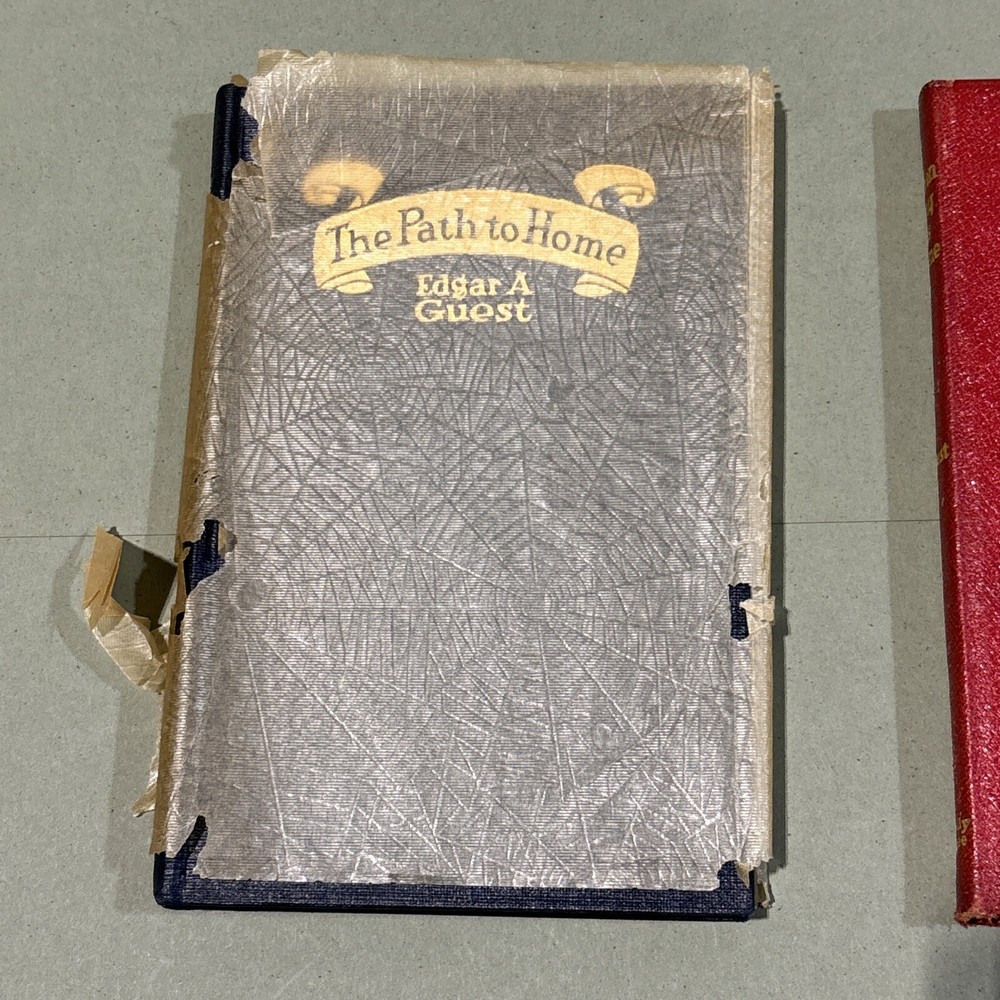 The Path to Home
Edgar A
Guest